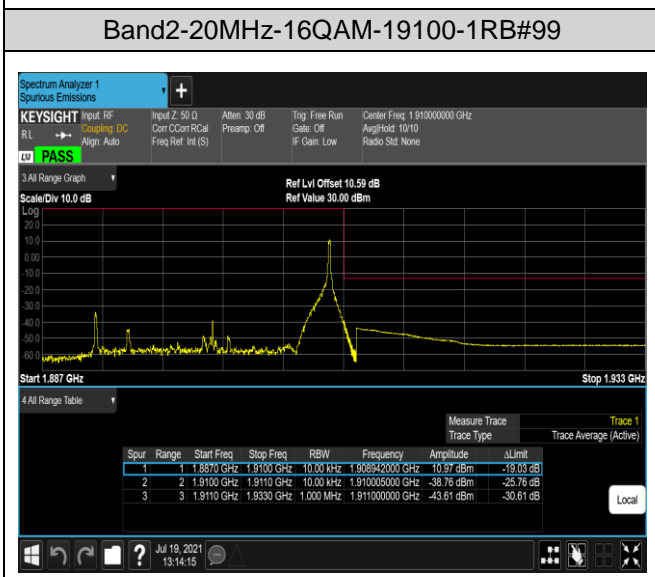 Band2-20MHz-16QAM-19100-1RB#99
Spectrum Analyzer 1
Spurious Emissions
+
KEYSIGHT Input: RF Input Z: 50 Ω Atten: 30 dB Trig: Free Run Center Freq: 1.910000000 GHz
RL Coupling: DC Corr CCorr RCal Preamp: Off Gate: Off Avg|Hold: 10/10
Align: Auto Freq Ref: Int (S) IF Gain: Low Radio Std: None
LXI PASS
3 All Range Graph
Ref Lvl Offset 10.59 dB
Scale/Div 10.0 dB Ref Value 30.00 dBm
Log
20.0
10.0
0.00
-10.0
-20.0
-30.0
-40.0
-50.0
-60.0
Start 1.887 GHz Stop 1.933 GHz
4 All Range Table
Measure Trace Trace 1
Trace Type Trace Average (Active)
Spur Range Start Freq Stop Freq RBW Frequency Amplitude ΔLimit
1 1 1.8870 GHz 1.9100 GHz 10.00 kHz 1.908942000 GHz 10.97 dBm -19.03 dB
2 2 1.9100 GHz 1.9110 GHz 10.00 kHz 1.910005000 GHz -38.76 dBm -25.76 dB
3 3 1.9110 GHz 1.9330 GHz 1.000 MHz 1.911000000 GHz -43.61 dBm -30.61 dB
Local
? Jul 19, 2021
13:14:15